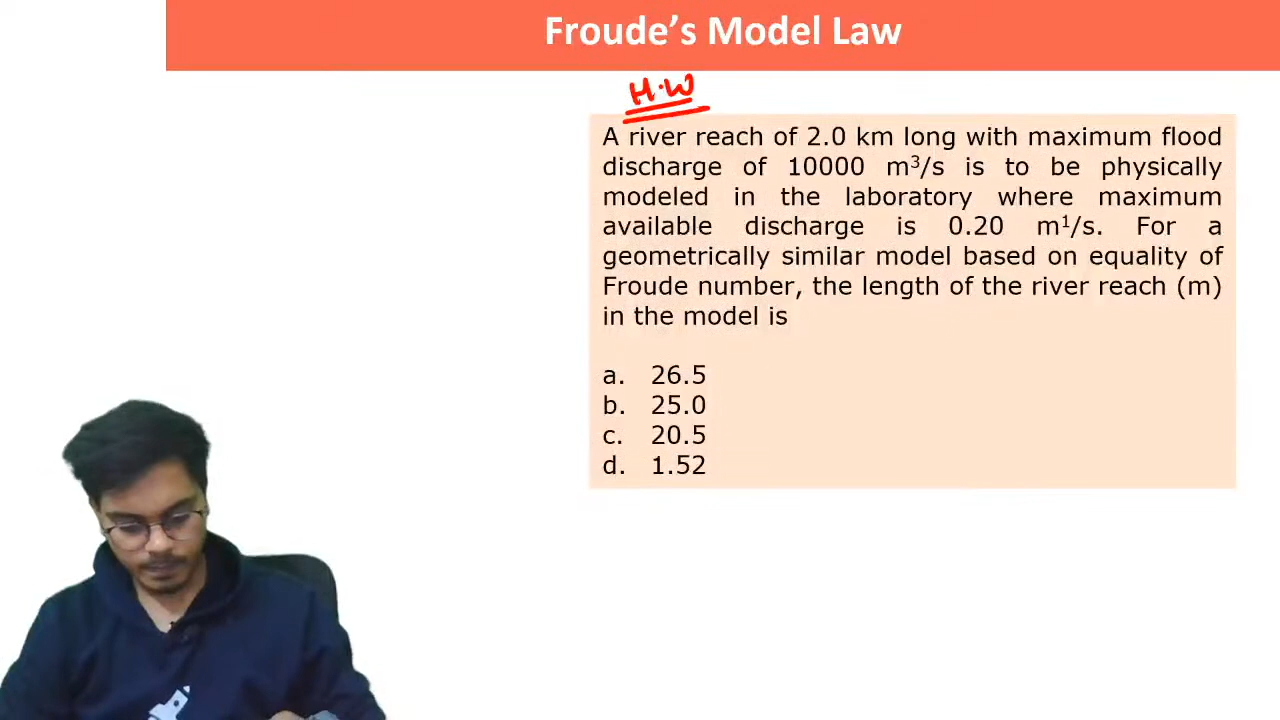 Froude's Model Law
H.W
A river reach of 2.0 km long with maximum flood
discharge of 10000 m³/s is to be physically
modeled in the laboratory where maximum
available discharge is 0.20 m¹/s. For a
geometrically similar model based on equality of
Froude number, the length of the river reach (m)
in the model is
a. 26.5
b. 25.0
c. 20.5
d. 1.52